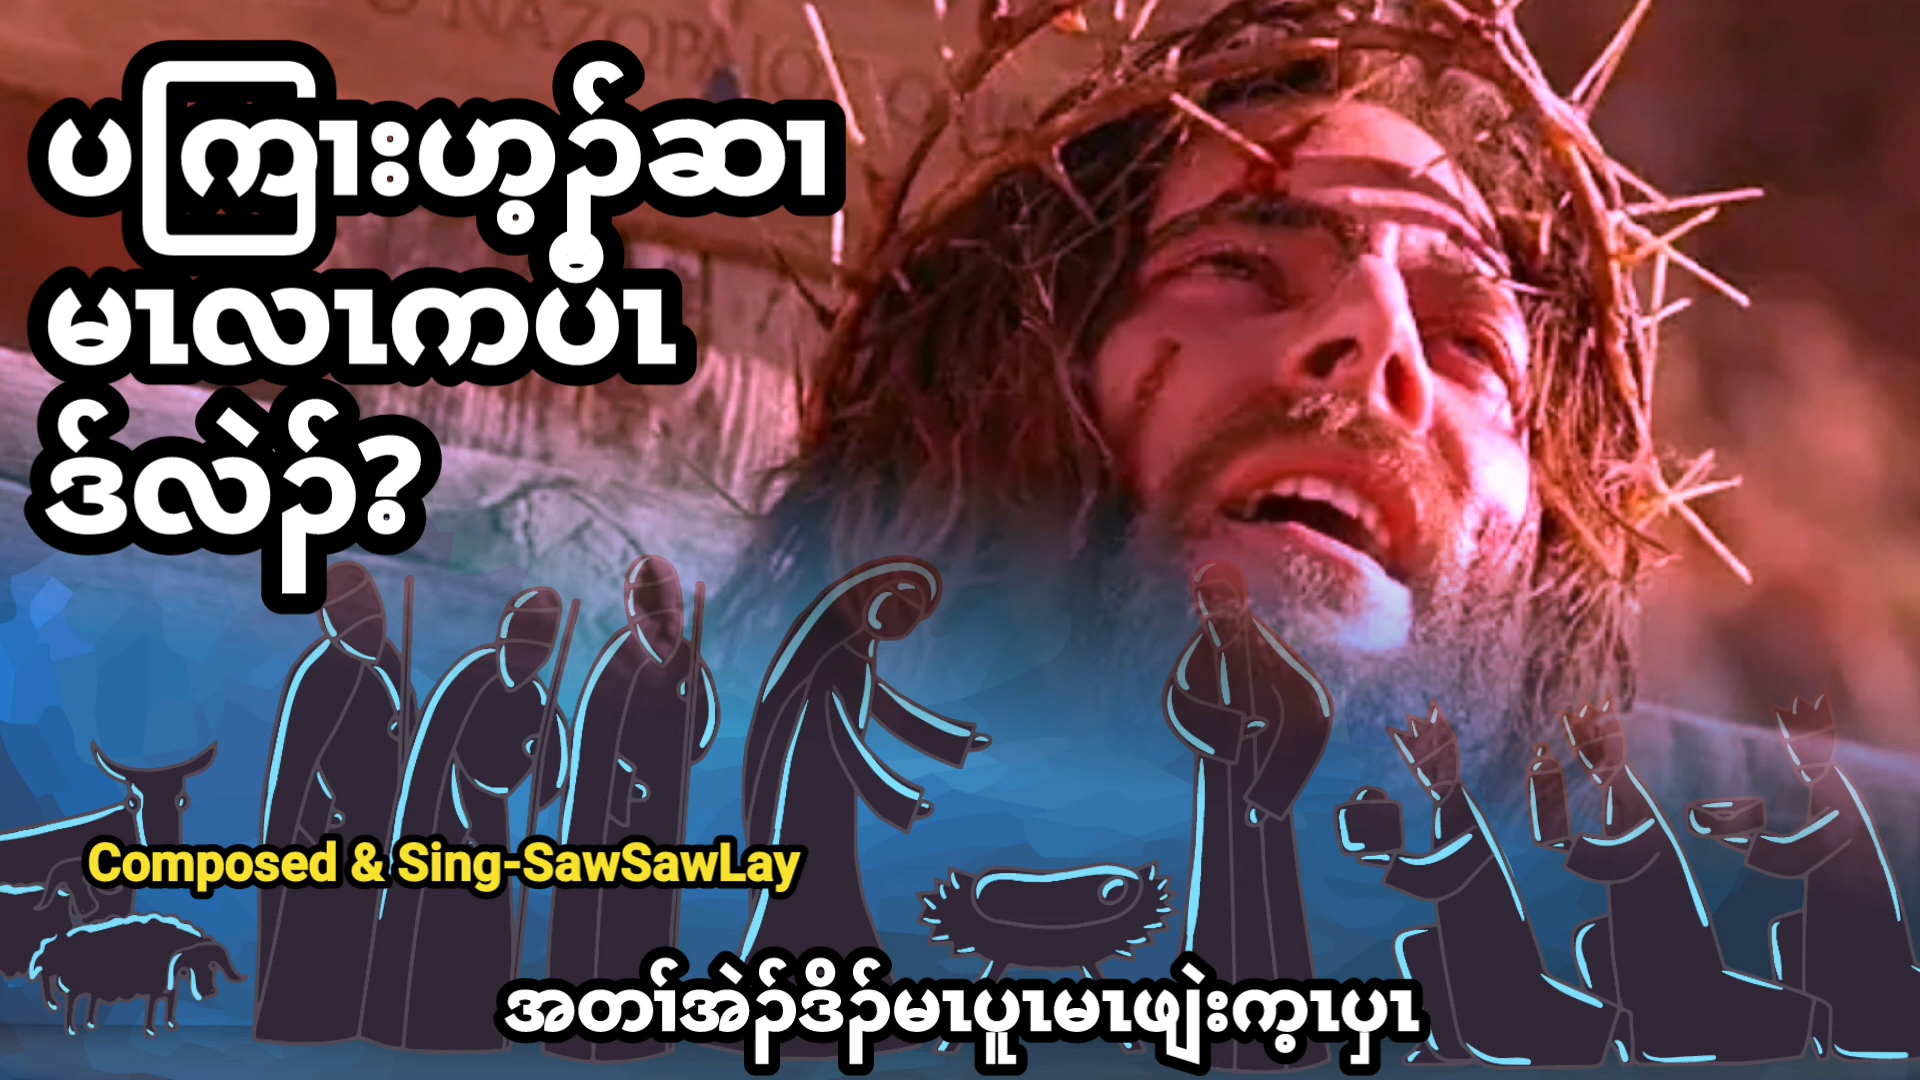 Ο ΝΑΖΩΡΑΙΟΣ Ο
ပကြၢးဟ့ၣ်ဆၢ
မၤလၤကပီၤ
ဒ်လဲၣ်?
Composed & Sing-SawSawLay
အတၢ်အဲၣ်ဒိၣ်မၤပူၤမၤဖျဲးက့ၤပှၤ